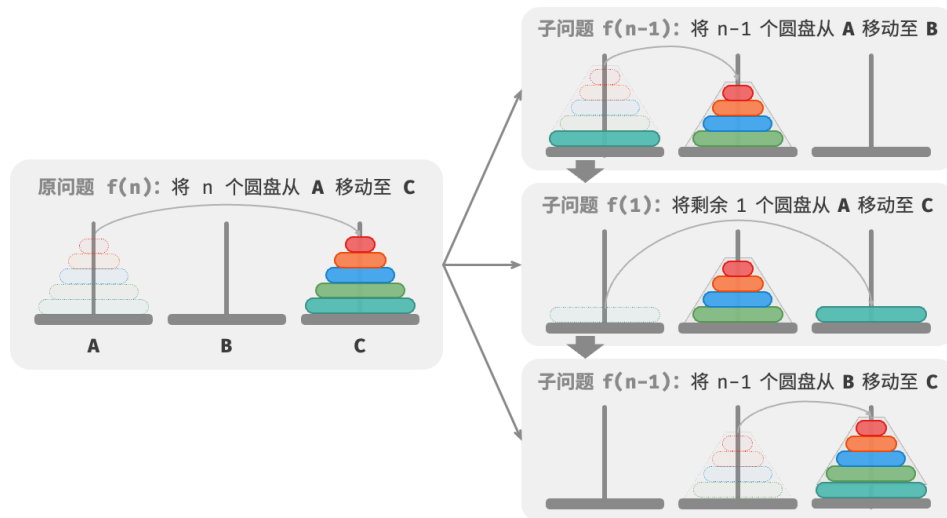 原问题 f(n): 将 n 个圆盘从 A 移动至 C
A
B
C
子问题 f(n-1): 将 n-1 个圆盘从 A 移动至 B
子问题 f(1): 将剩余 1 个圆盘从 A 移动至 C
子问题 f(n-1): 将 n-1 个圆盘从 B 移动至 C